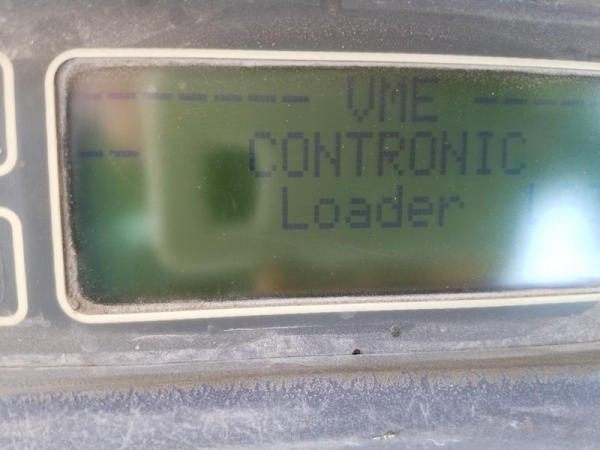 ------- VME -----
-- CONTRONIC
Loader